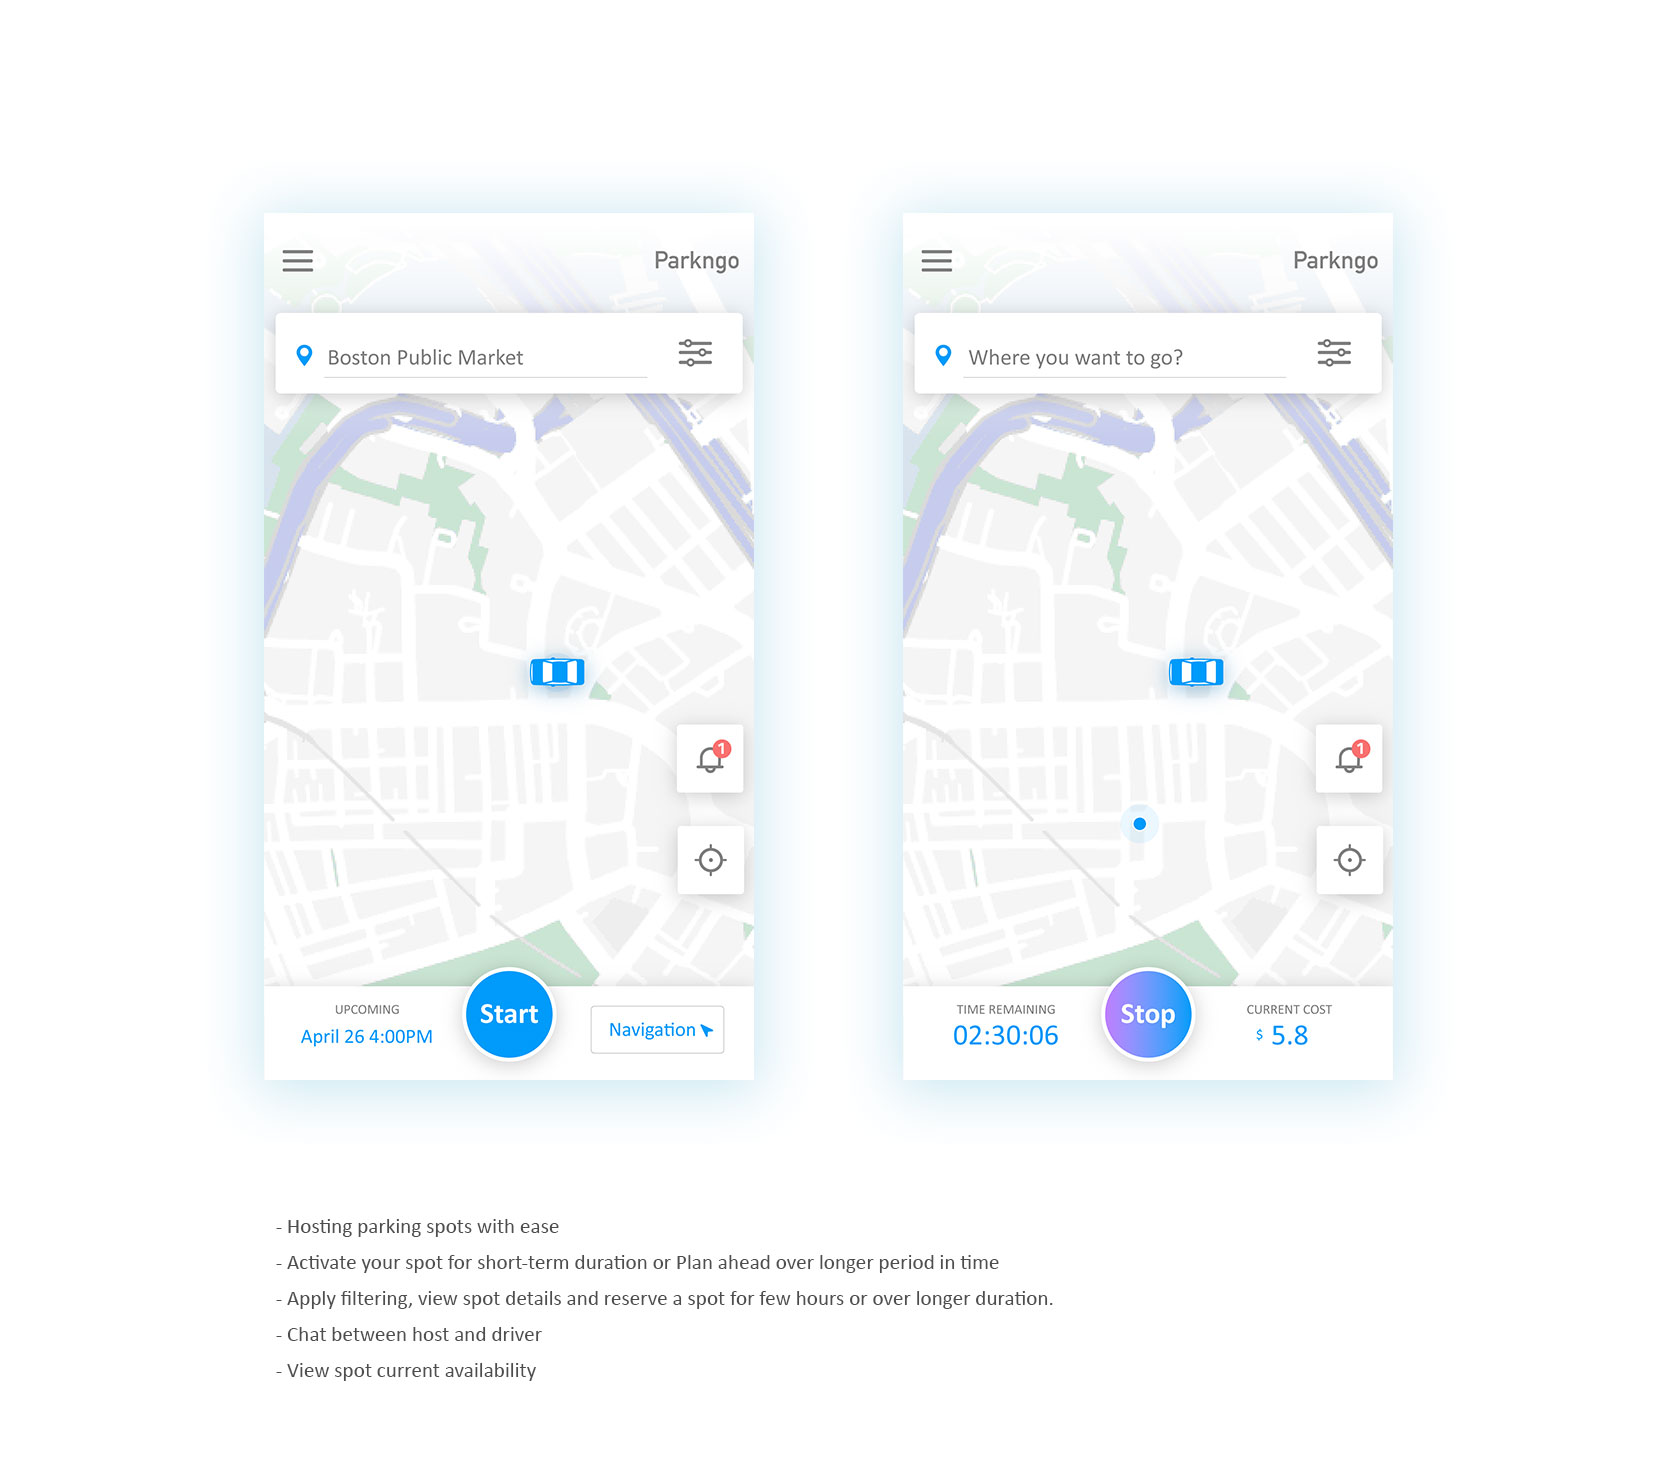 Parkngo
Boston Public Market
1
UPCOMING
April 26 4:00PM
Start
Navigation
Parkngo
Where you want to go?
1
TIME REMAINING
02:30:06
Stop
CURRENT COST
$ 5.8
- Hosting parking spots with ease
- Activate your spot for short-term duration or Plan ahead over longer period in time
- Apply filtering, view spot details and reserve a spot for few hours or over longer duration.
- Chat between host and driver
- View spot current availability